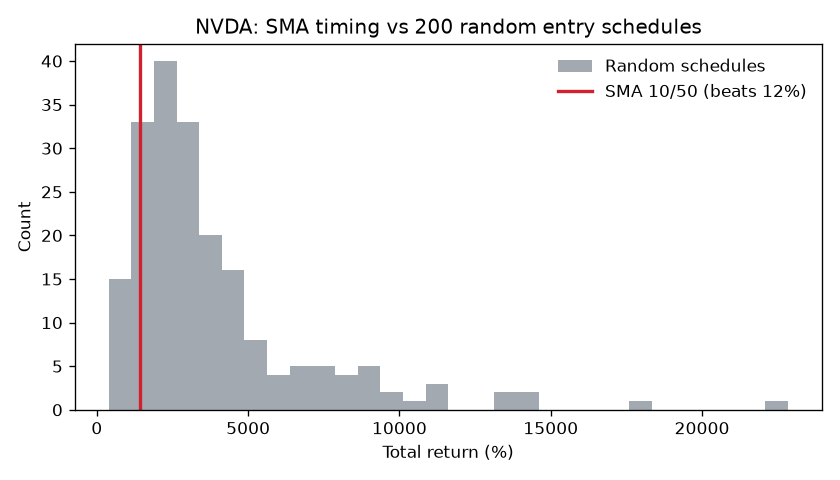 NVDA: SMA timing vs 200 random entry schedules
Random schedules
SMA 10/50 (beats 12%)
Count
40
35
30
25
20
15
10
5
0
0 5000 10000 15000 20000
Total return (%)